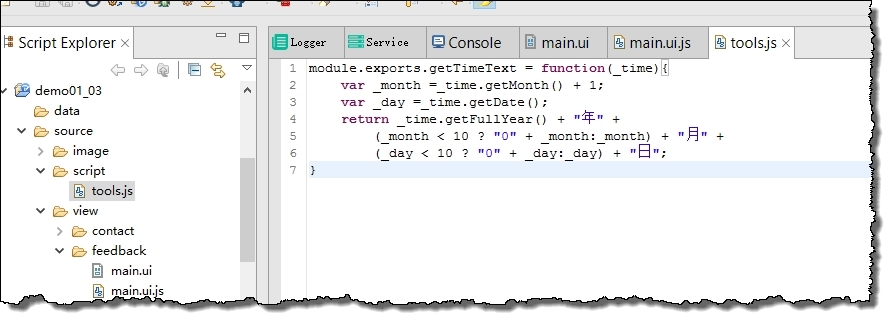 Script Explorer
demo01_03
data
source
image
script
tools.js
view
contact
feedback
main.ui
main.ui.js
Logger Service Console main.ui main.ui.js tools.js
1 module.exports.getTimeText = function(_time){
2 var _month =_time.getMonth() + 1;
3 var _day =_time.getDate();
4 return _time.getFullYear() + "年" +
5 (_month < 10 ? "0" + _month:_month) + "月" +
6 (_day < 10 ? "0" + _day:_day) + "日";
7 }